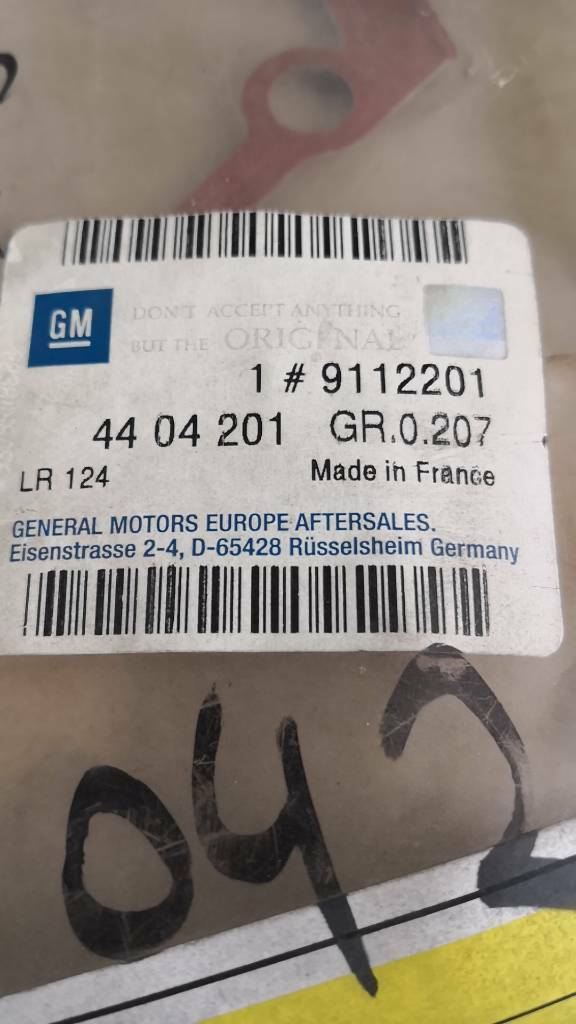 GM
DON'T ACCEPT ANYTHING
BUT THE ORIGINAL
1 # 9112201
44 04 201 GR.0.207
LR 124 Made in France
GENERAL MOTORS EUROPE AFTERSALES.
Eisenstrasse 2-4, D-65428 Rüsselsheim Germany
042